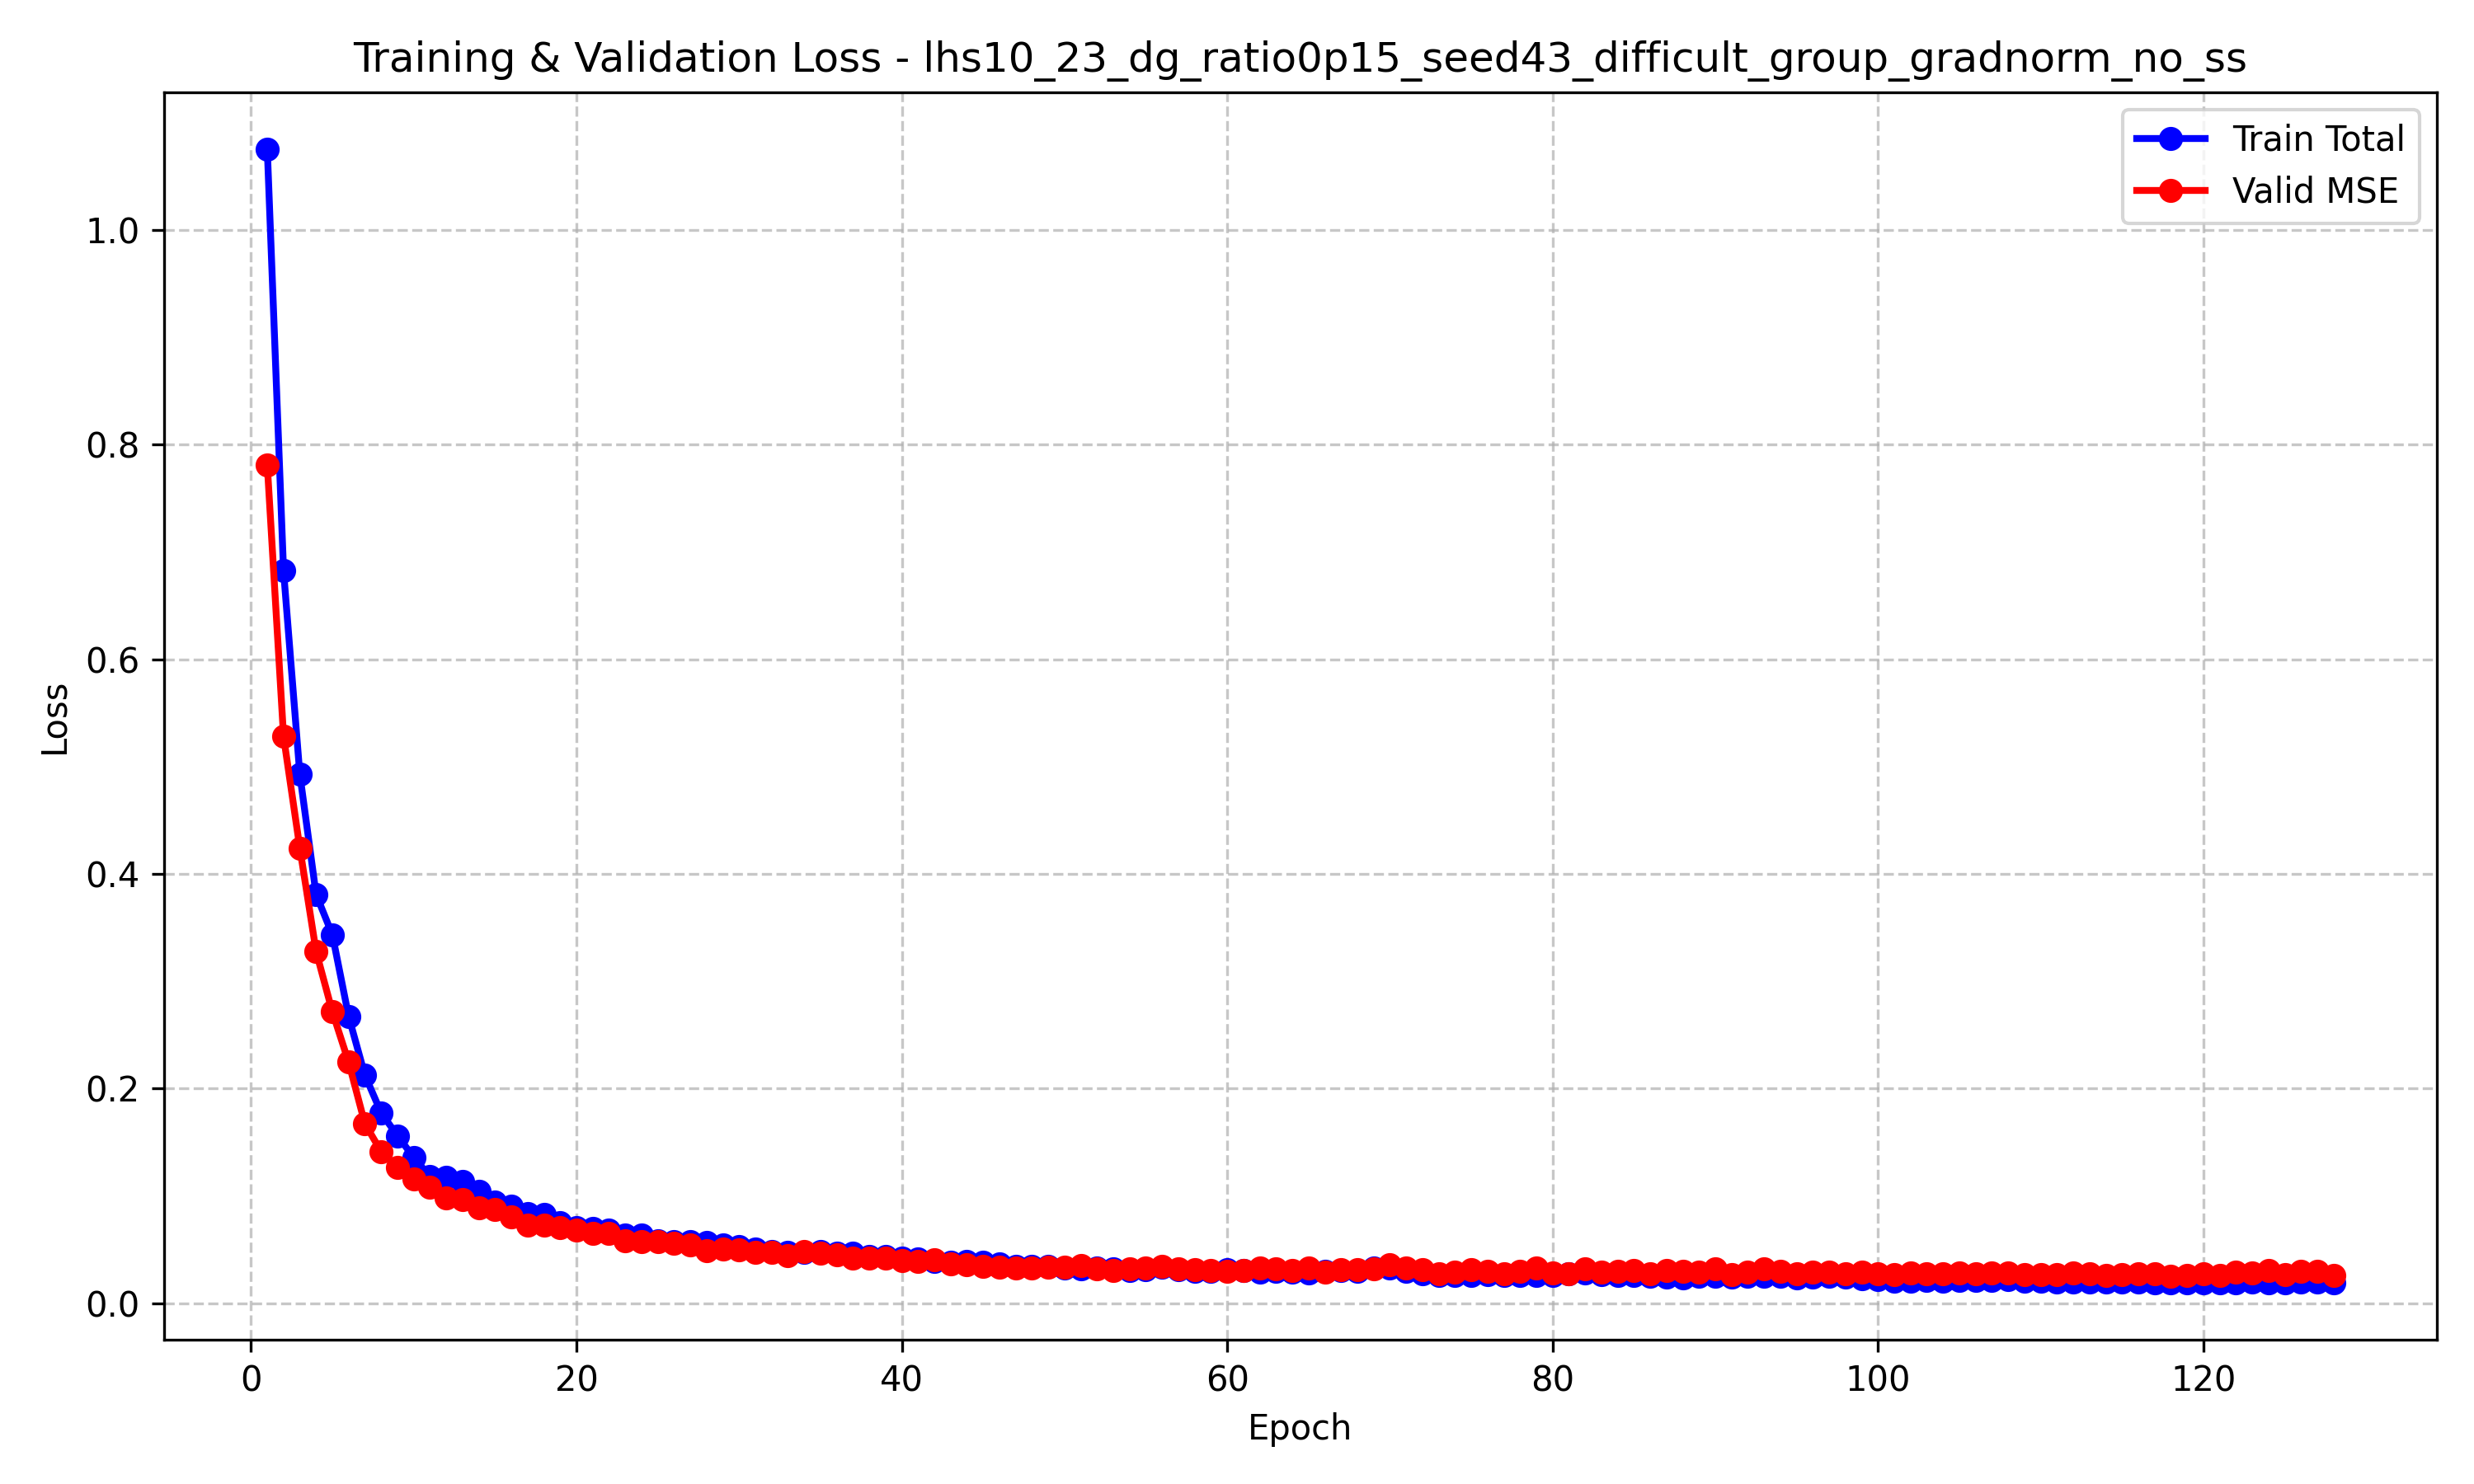 Training & Validation Loss - lhs10_23_dg_ratio0p15_seed43_difficult_group_gradnorm_no_ss
Train Total
Valid MSE
1.0
0.8
0.6
0.4
0.2
0.0
Loss
0 20 40 60 80 100 120
Epoch